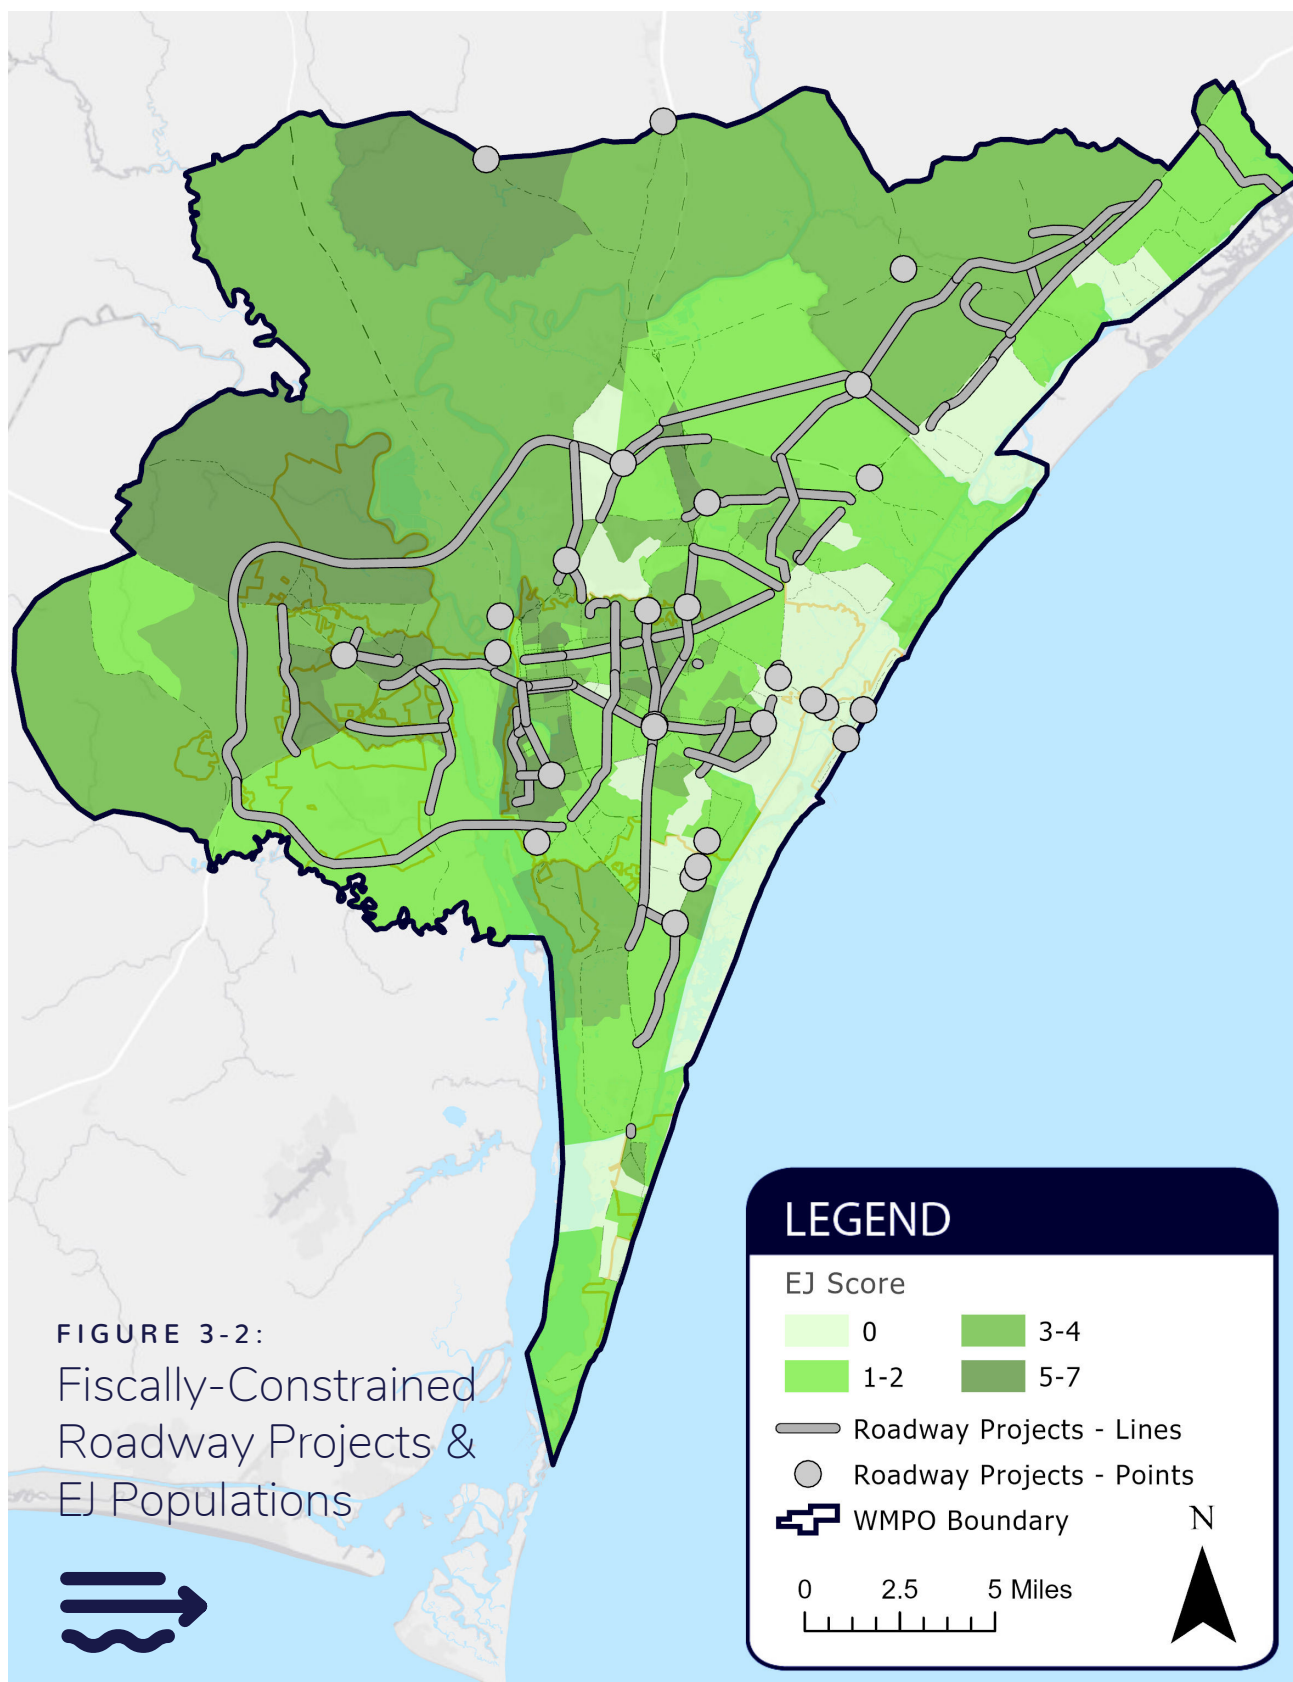 LEGEND
EJ Score
0
3-4
1-2
5-7
Roadway Projects - Lines
Roadway Projects - Points
WMPO Boundary
N
0 2.5 5 Miles
FIGURE 3-2:
Fiscally-Constrained
Roadway Projects &
EJ Populations